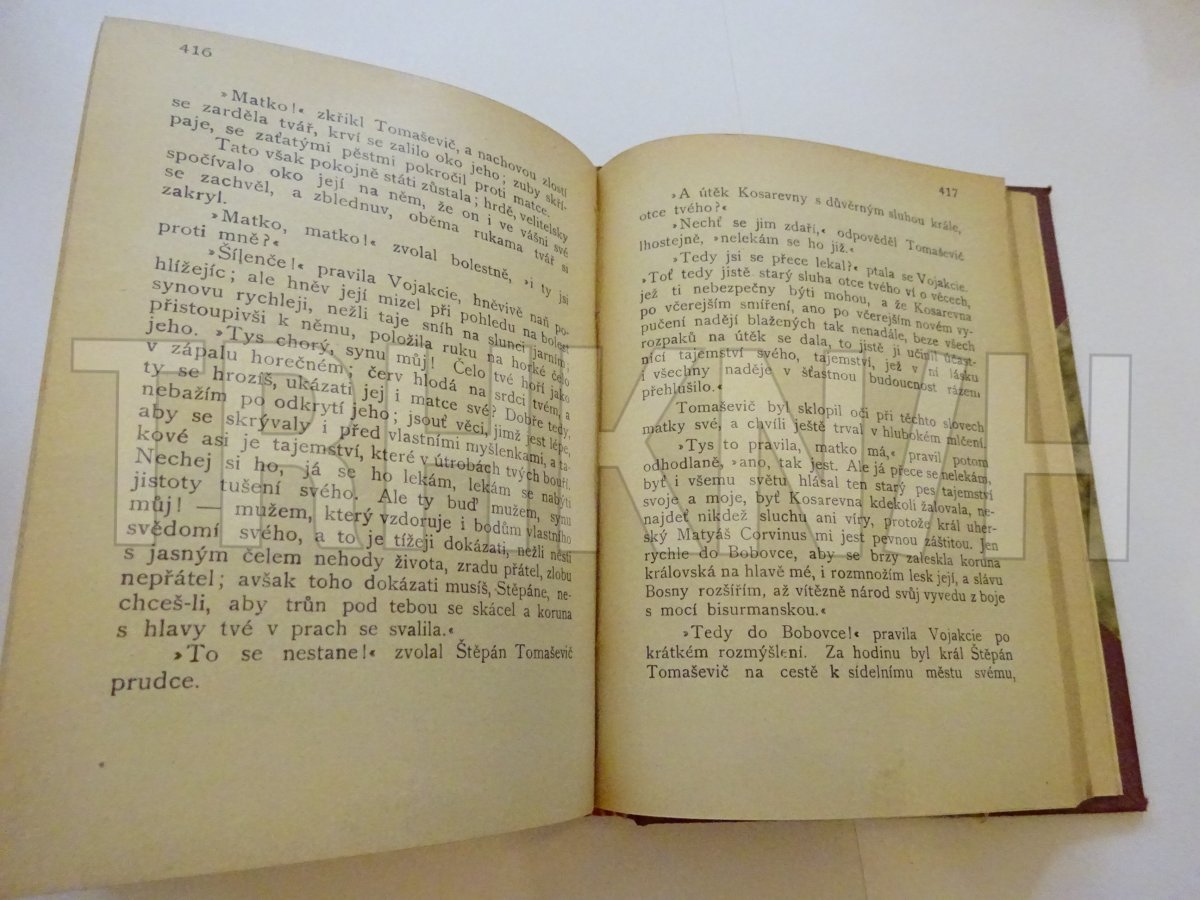 416
»Matko!« zkřikl Tomaševič, a nachovou zlostí
se zarděla tvář, krví se zalilo oko jeho; zuby skří-
paje, se zaťatými pěstmi pokročil proti matce.
Tato však pokojně státi zůstala; hrdě, velitelsky
spočívalo oko její na něm, že on i ve vášni své
se zachvěl, a zblednuv, oběma rukama tvář si
zakryl.
»Matko, matko!« zvolal bolestně, »i ty jsi
proti mně?«
»Šílenče!« pravila Vojakcie, hněvivě naň po-
hlížejíc; ale hněv její mizel při pohledu na bolest
synovu rychleji, nežli taje sníh na slunci jarním;
přistoupivši k němu, položila ruku na horké čelo
jeho. »Tys chorý, synu můj! Čelo tvé hoří jako
v zápalu horečném; červ hlodá na srdci tvém, a
ty se hrozíš, ukázati jej i matce své? Dobře tedy,
nebažím po odkrytí jeho; jsouť věci, jimž jest lépe,
aby se skrývaly i před vlastními myšlenkami, a ta-
kové asi je tajemství, které v útrobách tvých bouří.
Nechej si ho, já se ho lekám, lekám se nabýti
jistoty tušení svého. Ale ty buď mužem, synu
můj! — mužem, který vzdoruje i bodům vlastního
svědomí svého, a to je tížeji dokázati, nežli nésti
s jasným čelem nehody života, zradu přátel, zlobu
nepřátel; avšak toho dokázati musíš, Štěpáne, ne-
chceš-li, aby trůn pod tebou se skácel a koruna
s hlavy tvé v prach se svalila.«
»To se nestane!« zvolal Štěpán Tomaševič
prudce.
417
»A útěk Kosarevny s důvěrným sluhou krále,
otce tvého?«
»Nechť se jim zdaří,« odpověděl Tomaševič
lhostejně, »nelekám se ho již.«
»Tedy jsi se přece lekal?« ptala se Vojakcie.
»Toť tedy jistě starý sluha otce tvého ví o věcech,
jež ti nebezpečny býti mohou, a že Kosarevna
po včerejším smíření, ano po včerejším novém vy-
pučení nadějí blažených tak nenadále, beze všech
rozpaků na útěk se dala, to jistě ji učinil účast-
nicí tajemství svého, tajemství, jež v ní lásku
i všechny naděje v šťastnou budoucnost rázem
přehlušilo.«
Tomaševič byl sklopil oči při těchto slovech
matky své, a chvíli ještě trval v hlubokém mlčení.
»Tys to pravila, matko má,« pravil potom
odhodlaně, »ano, tak jest. Ale já přece se nelekám,
byť i všemu světu hlásal ten starý pes tajemství
svoje a moje, byť Kosarevna kdekoli žalovala, ne-
najdeť nikdež sluchu ani víry, protože král uher-
ský Matyáš Corvinus mi jest pevnou záštitou. Jen
rychle do Bobovce, aby se brzy zaleskla koruna
královská na hlavě mé, i rozmnožím lesk její, a slávu
Bosny rozšířím, až vítězně národ svůj vyvedu z boje
s mocí bisurmanskou.«
»Tedy do Bobovce!« pravila Vojakcie po
krátkém rozmýšlení. Za hodinu byl král Štěpán
Tomaševič na cestě k sídelnímu městu svému,
TRH KNIH